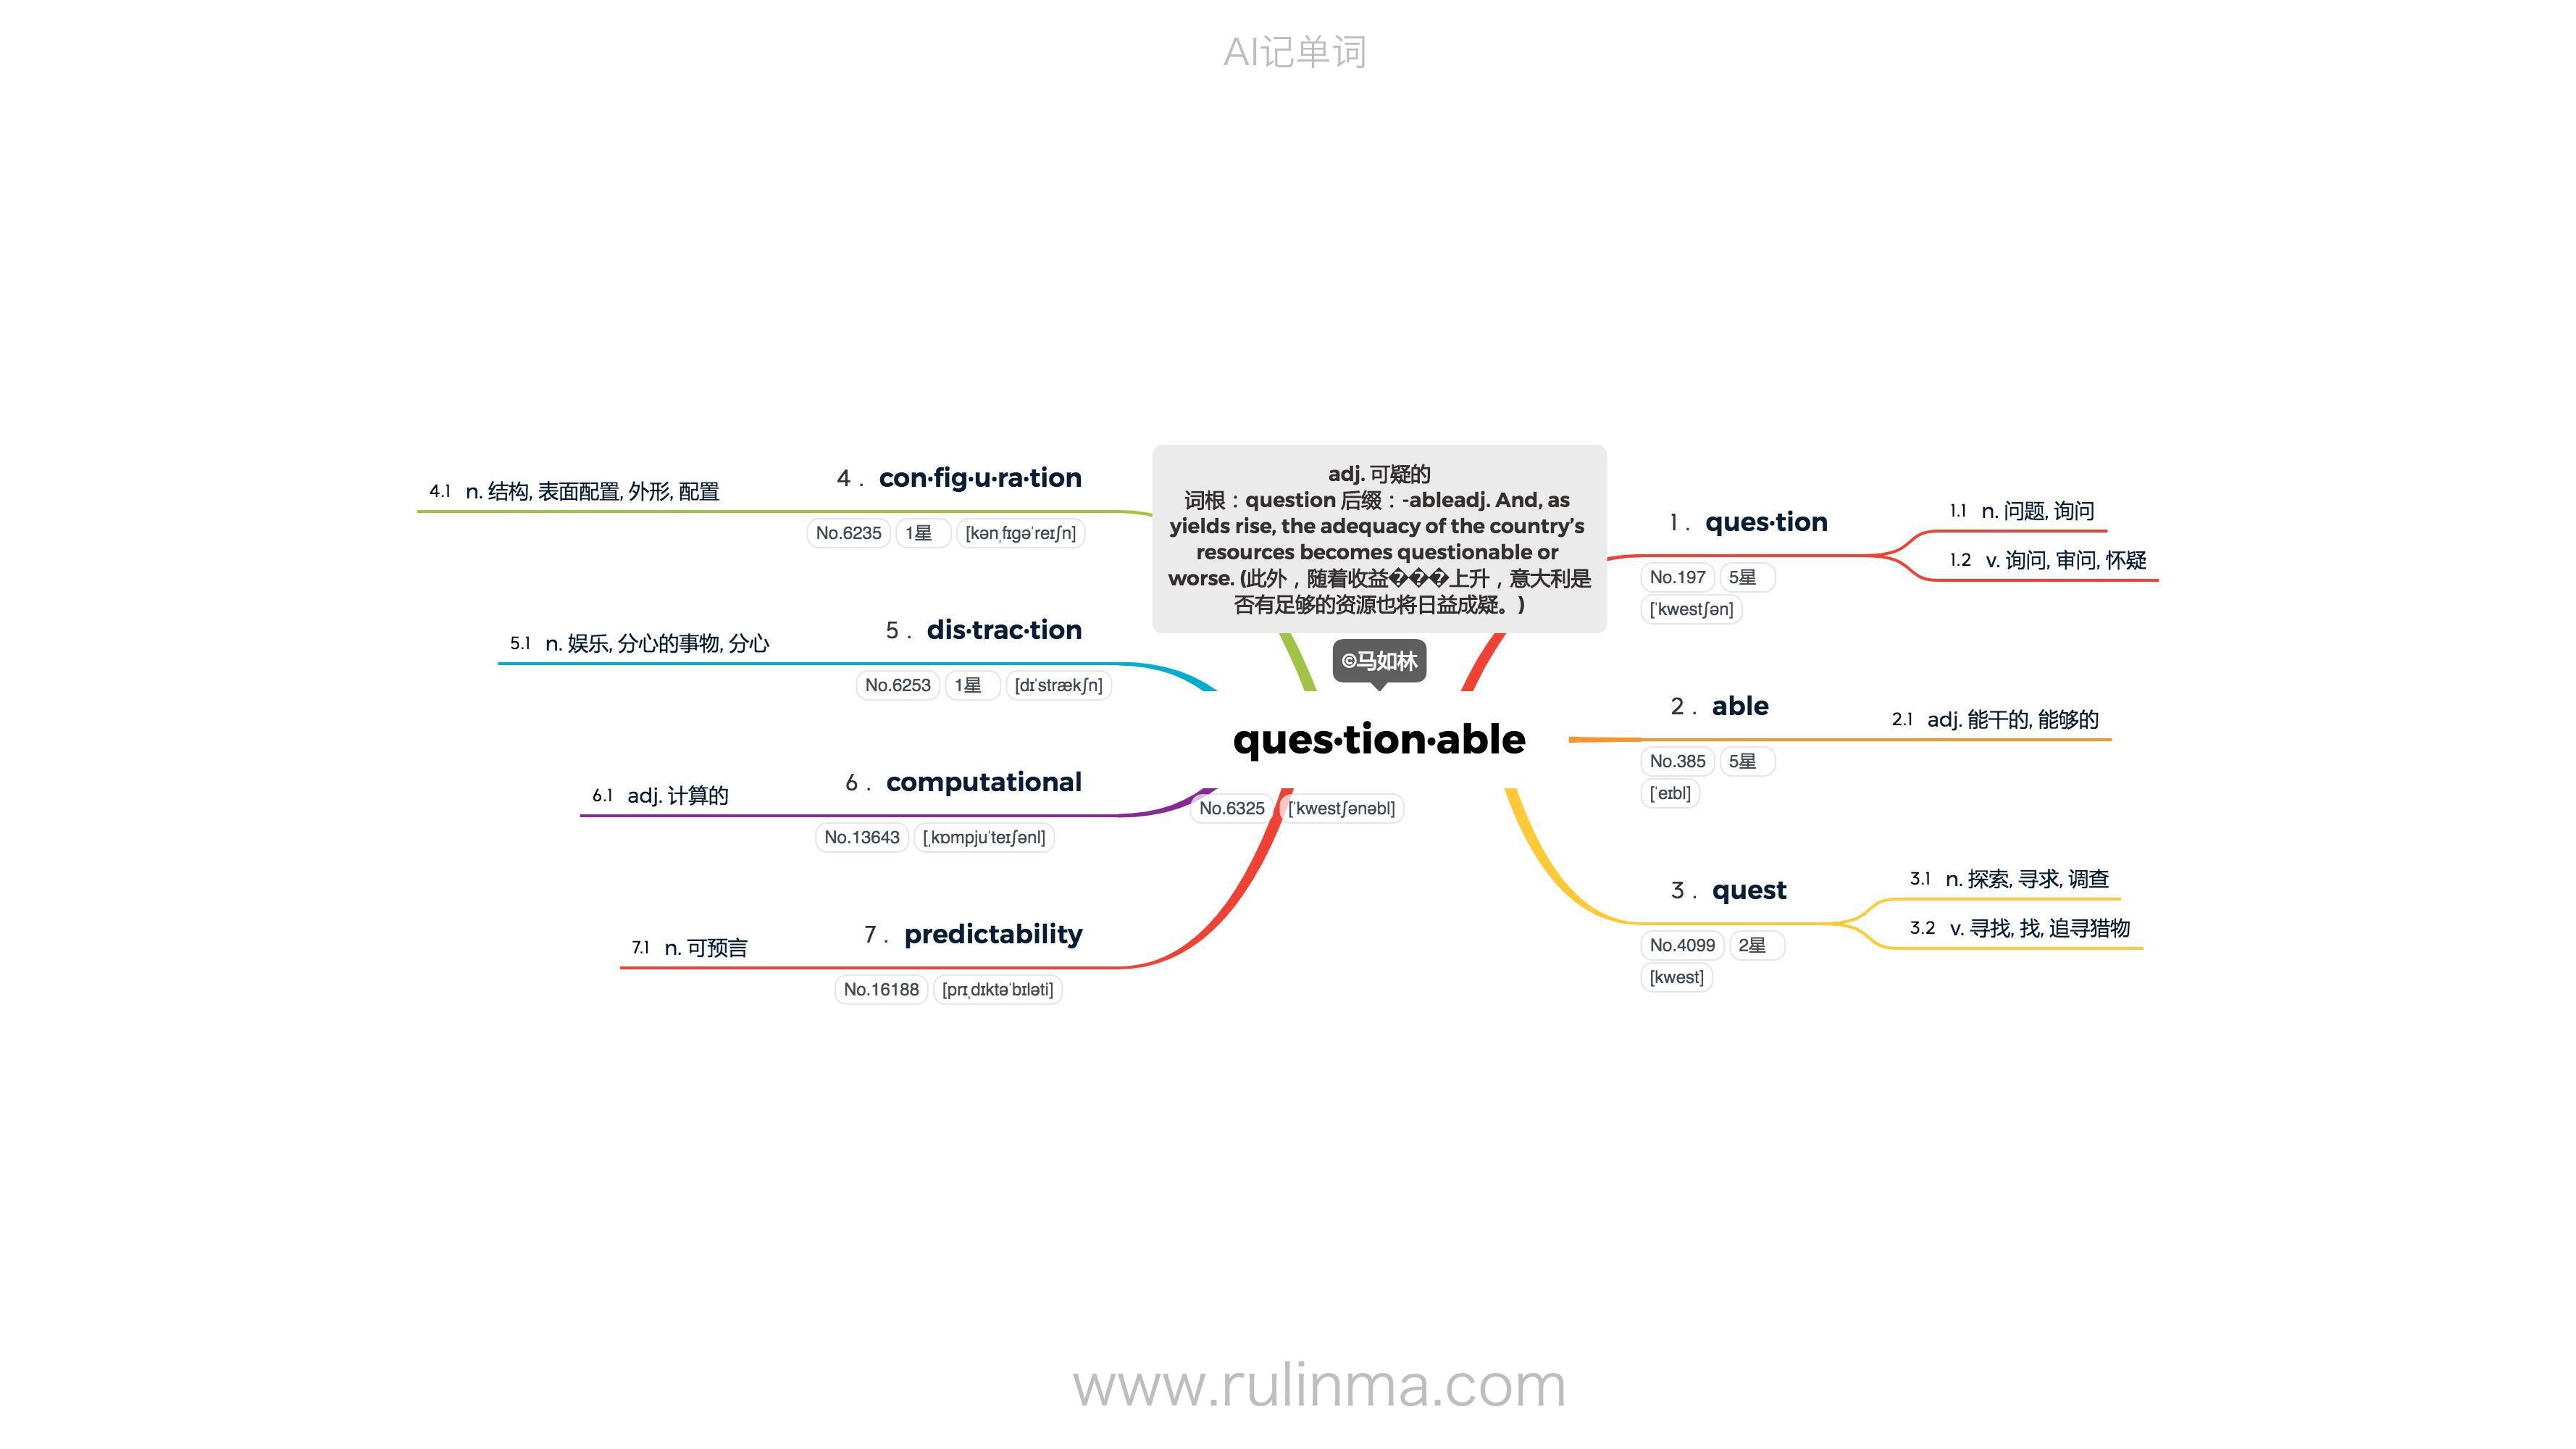 AI记单词
adj. 可疑的
词根：question 后缀：-ableadj. And, as
yields rise, the adequacy of the country’s
resources becomes questionable or
worse. (此外，随着收益���上升，意大利是
否有足够的资源也将日益成疑。)
©马如林
ques·tion·able
No.6325 [ˈkwestʃənəbl]
1. ques·tion
No.197 5星
[ˈkwestʃən]
1.1 n. 问题, 询问
1.2 v. 询问, 审问, 怀疑
2. able
No.385 5星
[ˈeɪbl]
2.1 adj. 能干的, 能够的
3. quest
No.4099 2星
[kwest]
3.1 n. 探索, 寻求, 调查
3.2 v. 寻找, 找, 追寻猎物
4. con·fig·u·ra·tion
No.6235 1星 [kənˌfɪɡəˈreɪʃn]
4.1 n. 结构, 表面配置, 外形, 配置
5. dis·trac·tion
No.6253 1星 [dɪˈstrækʃn]
5.1 n. 娱乐, 分心的事物, 分心
6. computational
No.13643 [ˌkɒmpjuˈteɪʃənl]
6.1 adj. 计算的
7. predictability
No.16188 [prɪˌdɪktəˈbɪləti]
7.1 n. 可预言
www.rulinma.com